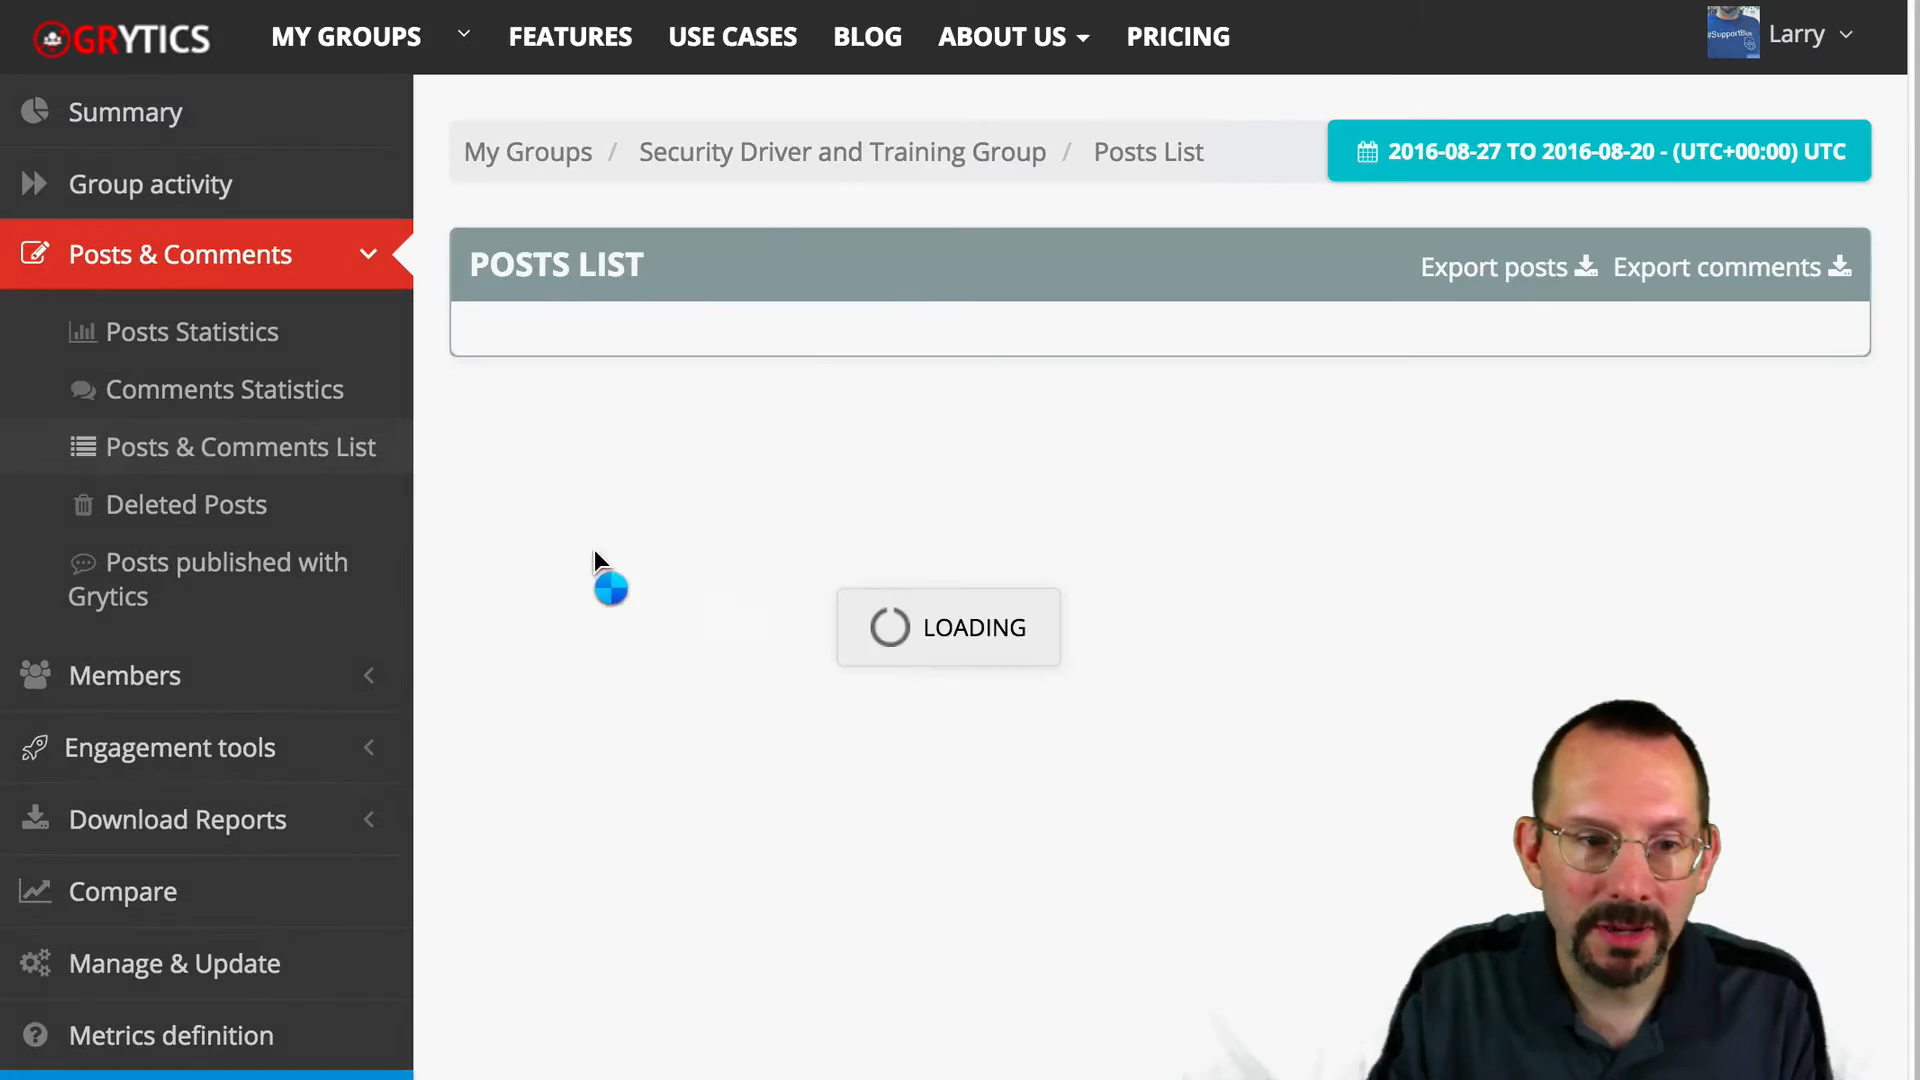 GRYTICS
MY GROUPS
FEATURES
USE CASES
BLOG
ABOUT US
PRICING
#Support
Larry
Summary
Group activity
Posts & Comments
Posts Statistics
Comments Statistics
Posts & Comments List
Deleted Posts
Posts published with
Grytics
Members
Engagement tools
Download Reports
Compare
Manage & Update
Metrics definition
My Groups / Security Driver and Training Group / Posts List
2016-08-27 TO 2016-08-20 - (UTC+00:00) UTC
POSTS LIST
Export posts
Export comments
LOADING